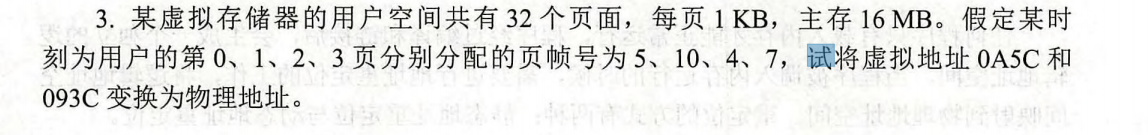 3. 某虚拟存储器的用户空间共有 32 个页面，每页 1 KB，主存 16 MB。假定某时
刻为用户的第 0、1、2、3 页分别分配的页帧号为 5、10、4、7，试将虚拟地址 0A5C 和
093C 变换为物理地址。